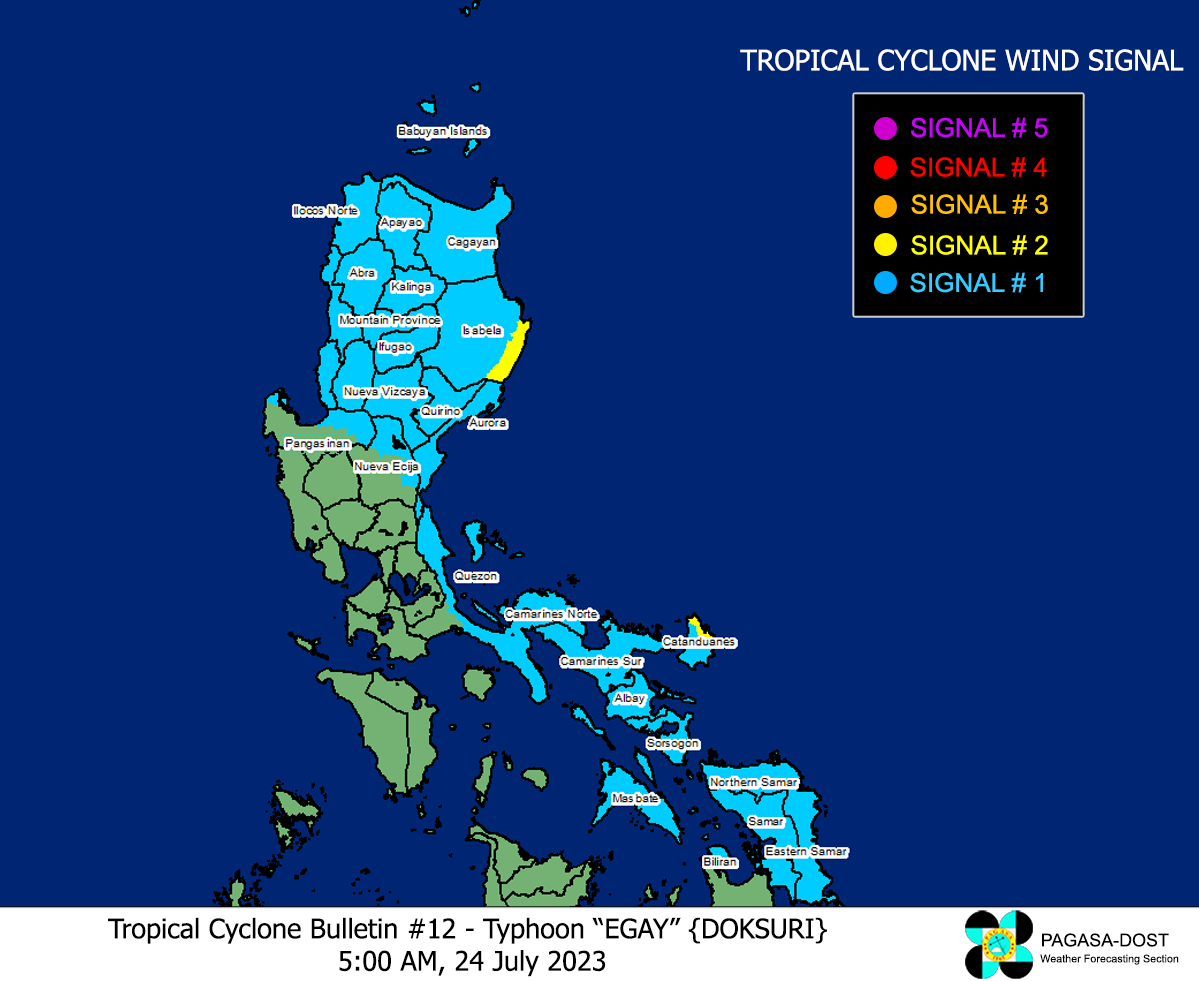 TROPICAL CYCLONE WIND SIGNAL
SIGNAL # 5
SIGNAL # 4
SIGNAL # 3
SIGNAL # 2
SIGNAL # 1
Babuyan Islands
Ilocos Norte
Apayao
Cagayan
Abra
Kalinga
Mountain Province
Isabela
Ifugao
Nueva Vizcaya
Quirino
Aurora
Pangasinan
Nueva Ecija
Quezon
Camarines Norte
Catanduanes
Camarines Sur
Albay
Sorsogon
Northern Samar
Masbate
Samar
Eastern Samar
Biliran
Tropical Cyclone Bulletin #12 - Typhoon “EGAY” {DOKSURI}
5:00 AM, 24 July 2023
PAGASA-DOST
Weather Forecasting Section